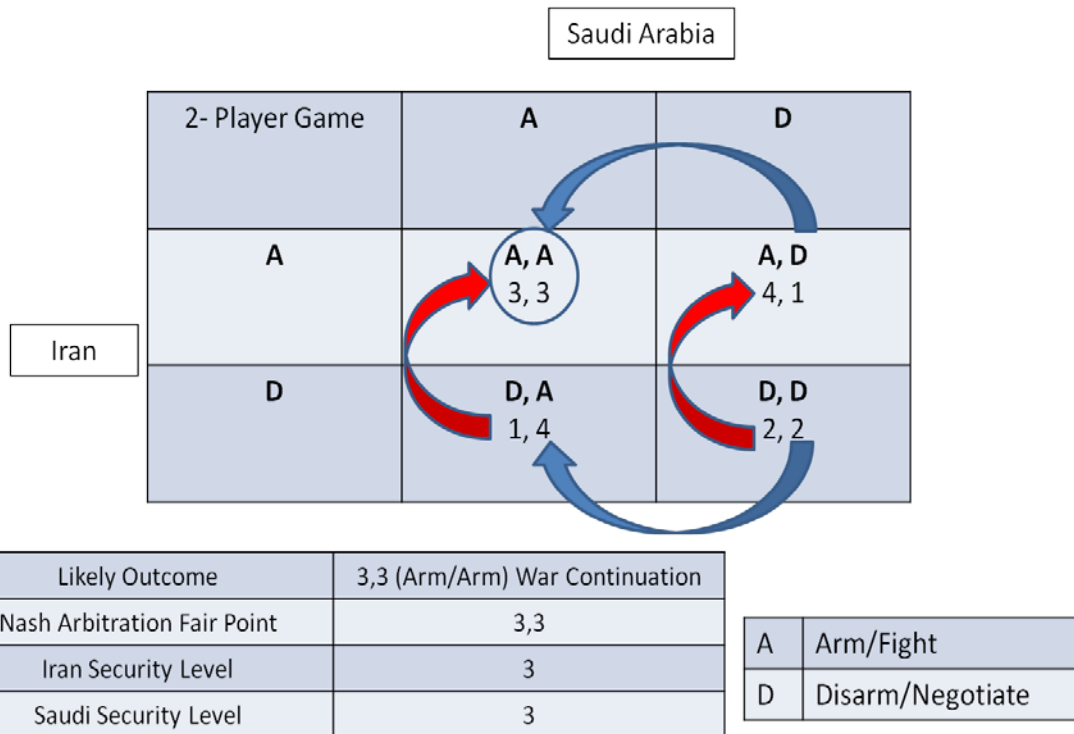 Saudi Arabia
2- Player Game
A
D
A
A, A
3, 3
A, D
4, 1
Iran
D
D, A
1, 4
D, D
2, 2
Likely Outcome
3,3 (Arm/Arm) War Continuation
Nash Arbitration Fair Point
3,3
Iran Security Level
3
Saudi Security Level
3
A
Arm/Fight
D
Disarm/Negotiate